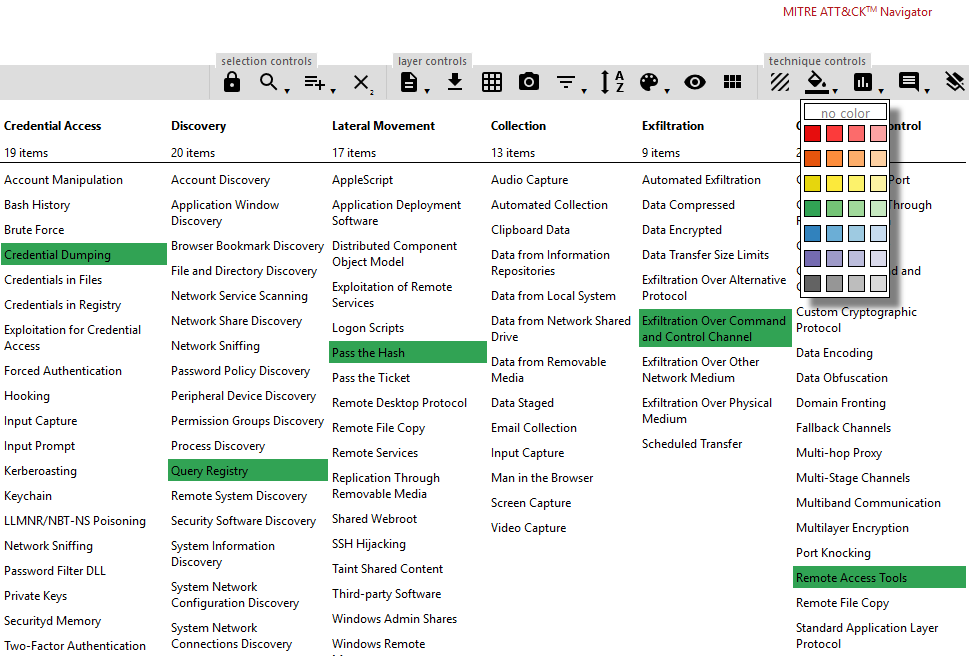 MITRE ATT&CK™ Navigator
selection controls
layer controls
technique controls
2
A
Z
no color
Credential Access
19 items
Account Manipulation
Bash History
Brute Force
Credential Dumping
Credentials in Files
Credentials in Registry
Exploitation for Credential
Access
Forced Authentication
Hooking
Input Capture
Input Prompt
Kerberoasting
Keychain
LLMNR/NBT-NS Poisoning
Network Sniffing
Password Filter DLL
Private Keys
Securityd Memory
Two-Factor Authentication
Discovery
20 items
Account Discovery
Application Window
Discovery
Browser Bookmark Discovery
File and Directory Discovery
Network Service Scanning
Network Share Discovery
Network Sniffing
Password Policy Discovery
Peripheral Device Discovery
Permission Groups Discovery
Process Discovery
Query Registry
Remote System Discovery
Security Software Discovery
System Information
Discovery
System Network
Configuration Discovery
System Network
Connections Discovery
Lateral Movement
17 items
AppleScript
Application Deployment
Software
Distributed Component
Object Model
Exploitation of Remote
Services
Logon Scripts
Pass the Hash
Pass the Ticket
Remote Desktop Protocol
Remote File Copy
Remote Services
Replication Through
Removable Media
Shared Webroot
SSH Hijacking
Taint Shared Content
Third-party Software
Windows Admin Shares
Windows Remote
Collection
13 items
Audio Capture
Automated Collection
Clipboard Data
Data from Information
Repositories
Data from Local System
Data from Network Shared
Drive
Data from Removable
Media
Data Staged
Email Collection
Input Capture
Man in the Browser
Screen Capture
Video Capture
Exfiltration
9 items
Automated Exfiltration
Data Compressed
Data Encrypted
Data Transfer Size Limits
Exfiltration Over Alternative
Protocol
Exfiltration Over Command
and Control Channel
Exfiltration Over Other
Network Medium
Exfiltration Over Physical
Medium
Scheduled Transfer
Control
Port
Through
and
Custom Cryptographic
Protocol
Data Encoding
Data Obfuscation
Domain Fronting
Fallback Channels
Multi-hop Proxy
Multi-Stage Channels
Multiband Communication
Multilayer Encryption
Port Knocking
Remote Access Tools
Remote File Copy
Standard Application Layer
Protocol